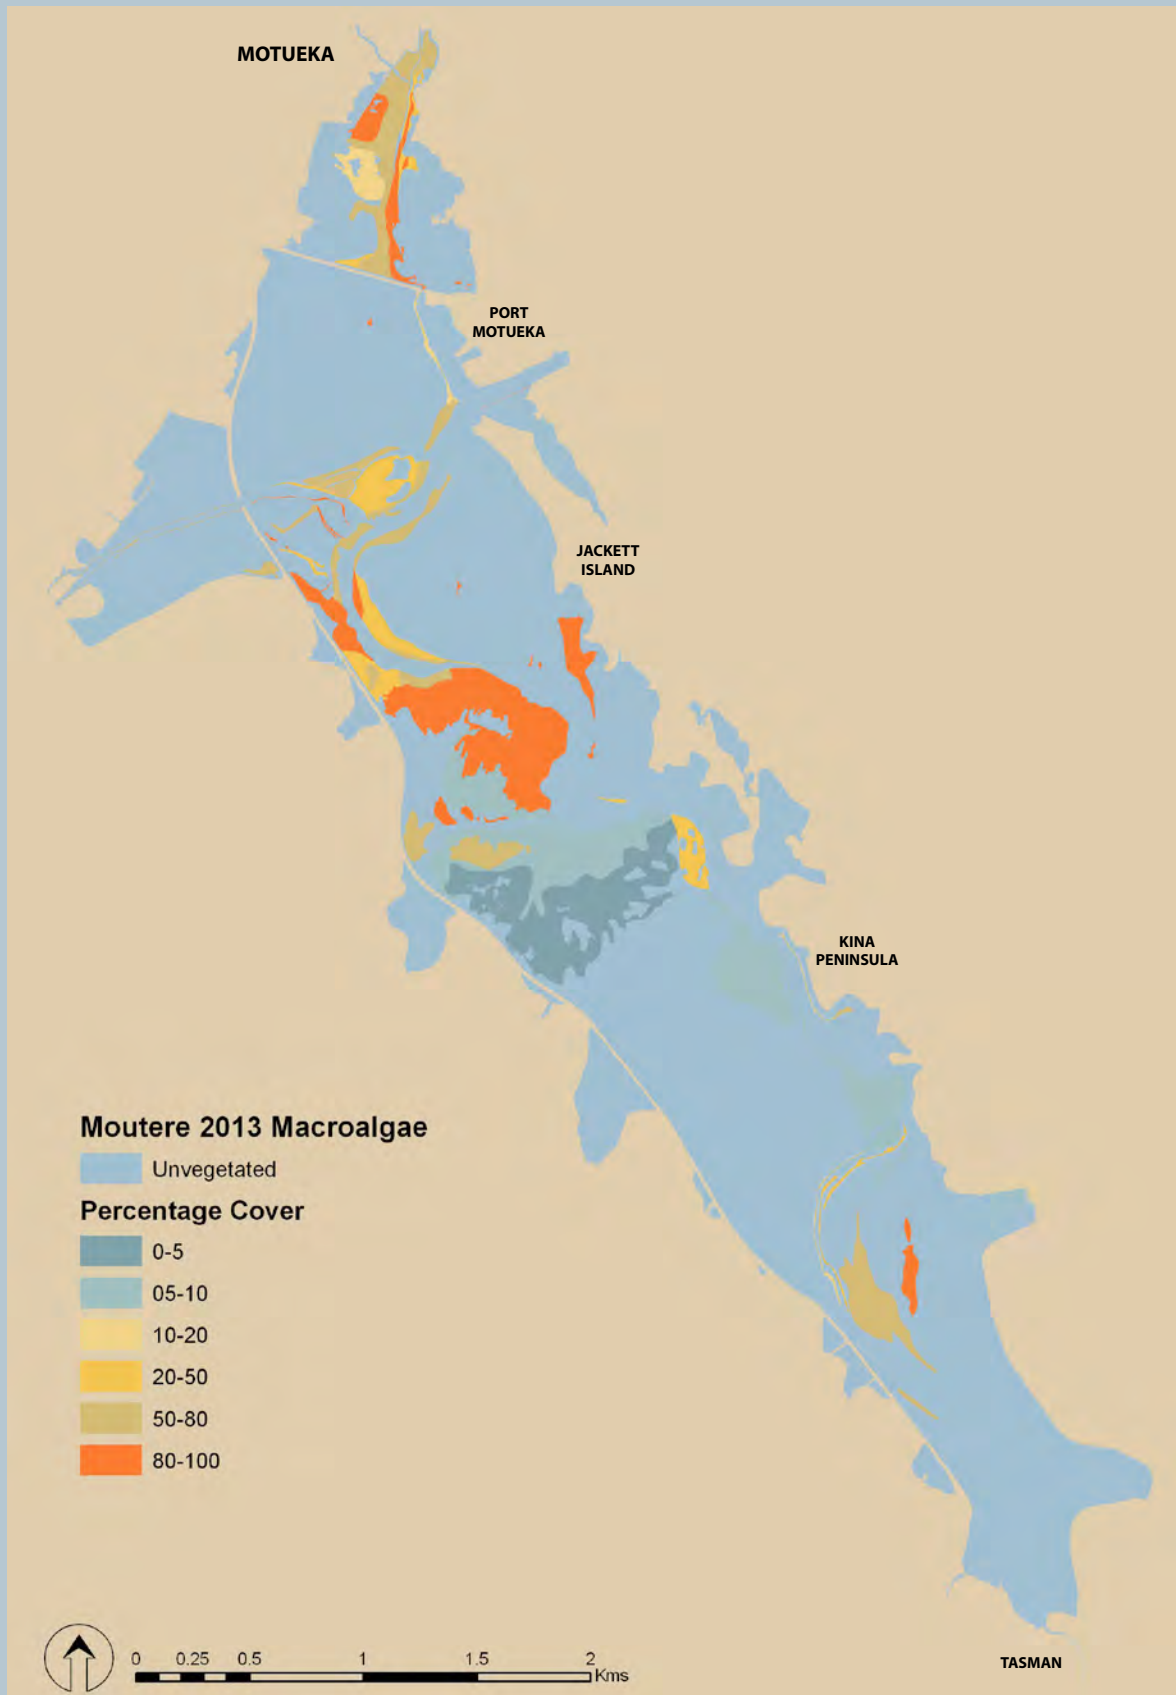 MOTUEKA
PORT
MOTUEKA
JACKETT
ISLAND
KINA
PENINSULA
Moutere 2013 Macroalgae
Unvegetated
Percentage Cover
0-5
05-10
10-20
20-50
50-80
80-100
0 0.25 0.5 1 1.5 2
Kms
TASMAN